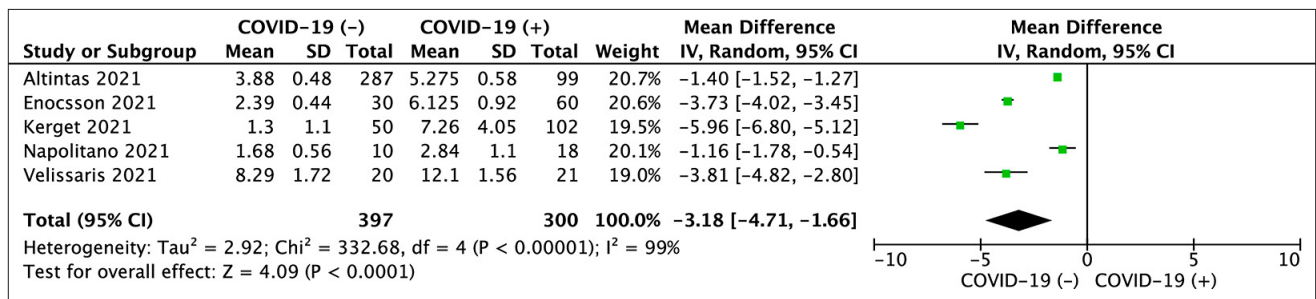 COVID-19 (-) COVID-19 (+) Mean Difference Mean Difference
Study or Subgroup Mean SD Total Mean SD Total Weight IV, Random, 95% CI IV, Random, 95% CI
Altintas 2021 3.88 0.48 287 5.275 0.58 99 20.7% -1.40 [-1.52, -1.27]
Enocsson 2021 2.39 0.44 30 6.125 0.92 60 20.6% -3.73 [-4.02, -3.45]
Kerget 2021 1.3 1.1 50 7.26 4.05 102 19.5% -5.96 [-6.80, -5.12]
Napolitano 2021 1.68 0.56 10 2.84 1.1 18 20.1% -1.16 [-1.78, -0.54]
Velissaris 2021 8.29 1.72 20 12.1 1.56 21 19.0% -3.81 [-4.82, -2.80]
Total (95% CI) 397 300 100.0% -3.18 [-4.71, -1.66]
Heterogeneity: Tau² = 2.92; Chi² = 332.68, df = 4 (P < 0.00001); I² = 99%
Test for overall effect: Z = 4.09 (P < 0.0001)
-10 -5 0 5 10
COVID-19 (-) COVID-19 (+)